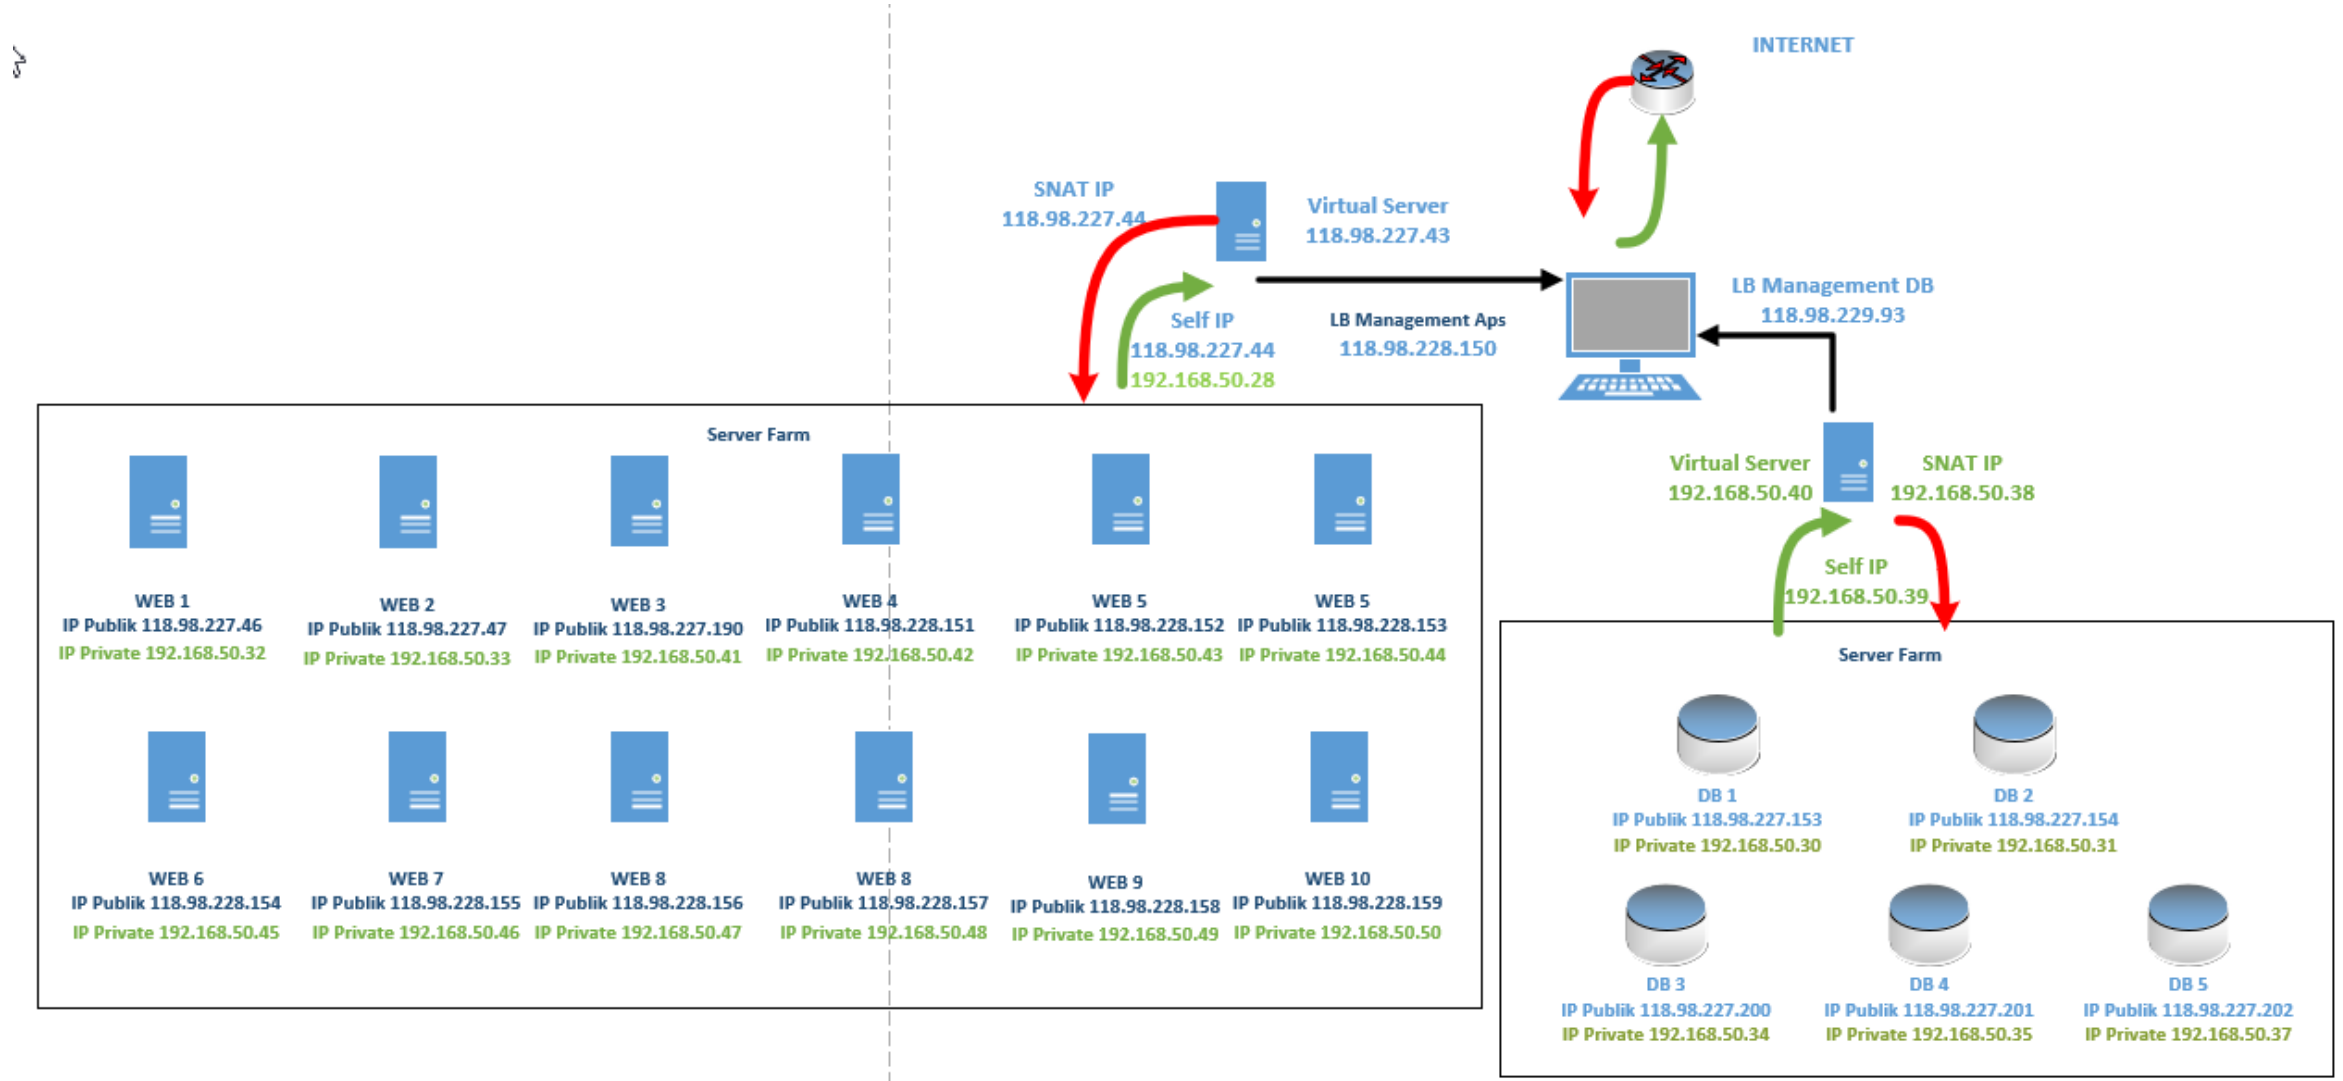 INTERNET
SNAT IP
118.98.227.44
Virtual Server
118.98.227.43
Self IP
118.98.227.44
192.168.50.28
LB Management Aps
118.98.228.150
LB Management DB
118.98.229.93
Virtual Server
192.168.50.40
SNAT IP
192.168.50.38
Self IP
192.168.50.39
Server Farm
WEB 1
IP Publik 118.98.227.46
IP Private 192.168.50.32
WEB 2
IP Publik 118.98.227.47
IP Private 192.168.50.33
WEB 3
IP Publik 118.98.227.190
IP Private 192.168.50.41
WEB 4
IP Publik 118.98.228.151
IP Private 192.168.50.42
WEB 5
IP Publik 118.98.228.152
IP Private 192.168.50.43
WEB 5
IP Publik 118.98.228.153
IP Private 192.168.50.44
WEB 6
IP Publik 118.98.228.154
IP Private 192.168.50.45
WEB 7
IP Publik 118.98.228.155
IP Private 192.168.50.46
WEB 8
IP Publik 118.98.228.156
IP Private 192.168.50.47
WEB 8
IP Publik 118.98.228.157
IP Private 192.168.50.48
WEB 9
IP Publik 118.98.228.158
IP Private 192.168.50.49
WEB 10
IP Publik 118.98.228.159
IP Private 192.168.50.50
Server Farm
DB 1
IP Publik 118.98.227.153
IP Private 192.168.50.30
DB 2
IP Publik 118.98.227.154
IP Private 192.168.50.31
DB 3
IP Publik 118.98.227.200
IP Private 192.168.50.34
DB 4
IP Publik 118.98.227.201
IP Private 192.168.50.35
DB 5
IP Publik 118.98.227.202
IP Private 192.168.50.37